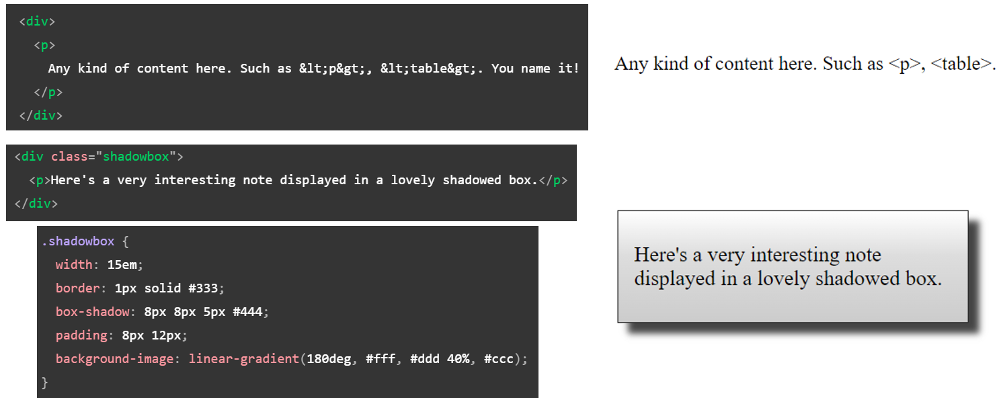 <div>
<p>
Any kind of content here. Such as &lt;p&gt;, &lt;table&gt;. You name it!
</p>
</div>
Any kind of content here. Such as <p>, <table>.
<div class="shadowbox">
<p>Here's a very interesting note displayed in a lovely shadowed box.</p>
</div>
.shadowbox {
width: 15em;
border: 1px solid #333;
box-shadow: 8px 8px 5px #444;
padding: 8px 12px;
background-image: linear-gradient(180deg, #fff, #ddd 40%, #ccc);
}
Here's a very interesting note
displayed in a lovely shadowed box.